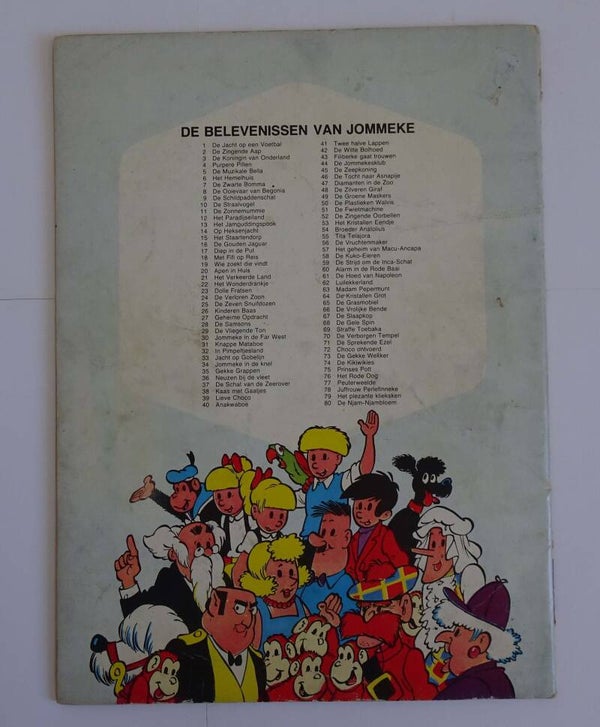 DE BELEVENISSEN VAN JOMMEKE
1 De Jacht op een Voetbal
2 De Zingende Aap
3 De Koningin van Onderland
4 Purpere Pillen
5 De Muzikale Bella
6 Het Hemelhuis
7 De Zwarte Bomma
8 De Ooievaar van Begonia
9 De Schildpaddenschat
10 De Straalvogel
11 De Zonnemummie
12 Het Paradijseiland
13 Het Jampuddingspook
14 Op Heksenjacht
15 Het Staartendorp
16 De Gouden Jaguar
17 Diep in de Put
18 Met Fifi op Reis
19 Wie zoekt die vindt
20 Apen in Huis
21 Het Verkeerde Land
22 Het Wonderdrankje
23 Dolle Fratsen
24 De Verloren Zoon
25 De Zeven Snuifdozen
26 Kinderen Baas
27 Geheime Opdracht
28 De Samsons
29 De Vliegende Ton
30 Jommeke in de Far West
31 Knappe Mataboe
32 In Pimpeltjesland
33 Jacht op Gobelijn
34 Jommeke in de knel
35 Gekke Grappen
36 Neuzen bij de vleet
37 De Schat van de Zeerover
38 Kaas met Gaatjes
39 Lieve Choco
40 Anakwaboe
41 Twee halve Lappen
42 De Witte Bolhoed
43 Filiberke gaat trouwen
44 De Jommekesklub
45 De Zeepkoning
46 De Tocht naar Asnapije
47 Diamanten in de Zoo
48 De Zilveren Giraf
49 De Groene Maskers
50 De Plastieken Walvis
51 De Fwietmachine
52 De Zingende Oorbellen
53 Het Kristallen Eendje
54 Broeder Anatolius
55 Tita Telajora
56 De Vruchtenmaker
57 Het geheim van Macu-Ancapa
58 De Kuko-Eieren
59 De Strijd om de Inca-Schat
60 Alarm in de Rode Baai
61 De Hoed van Napoleon
62 Luilekkerland
63 Madam Pepermunt
64 De Kristallen Grot
65 De Grasmobiel
66 De Vrolijke Bende
67 De Slaapkop
68 De Gele Spin
69 Straffe Toebaka
70 De Verborgen Tempel
71 De Sprekende Ezel
72 Choco ontvoerd
73 De Gekke Wekker
74 De Kikiwikies
75 Prinses Pott
76 Het Rode Oog
77 Peuterweelde
78 Juffrouw Perlefinneke
79 Het plezante klieksken
80 De Njam-Njambloem